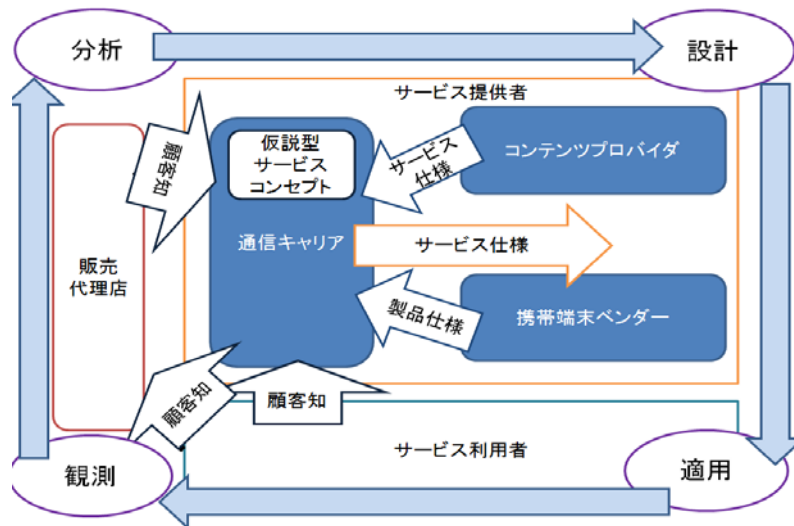 分析
設計
サービス提供者
顧客知
仮説型
サービス
コンセプト
サービス
仕様
コンテンツプロバイダ
通信キャリア
サービス仕様
販売
代理店
製品仕様
携帯端末ベンダー
顧客知
顧客知
サービス利用者
観測
適用